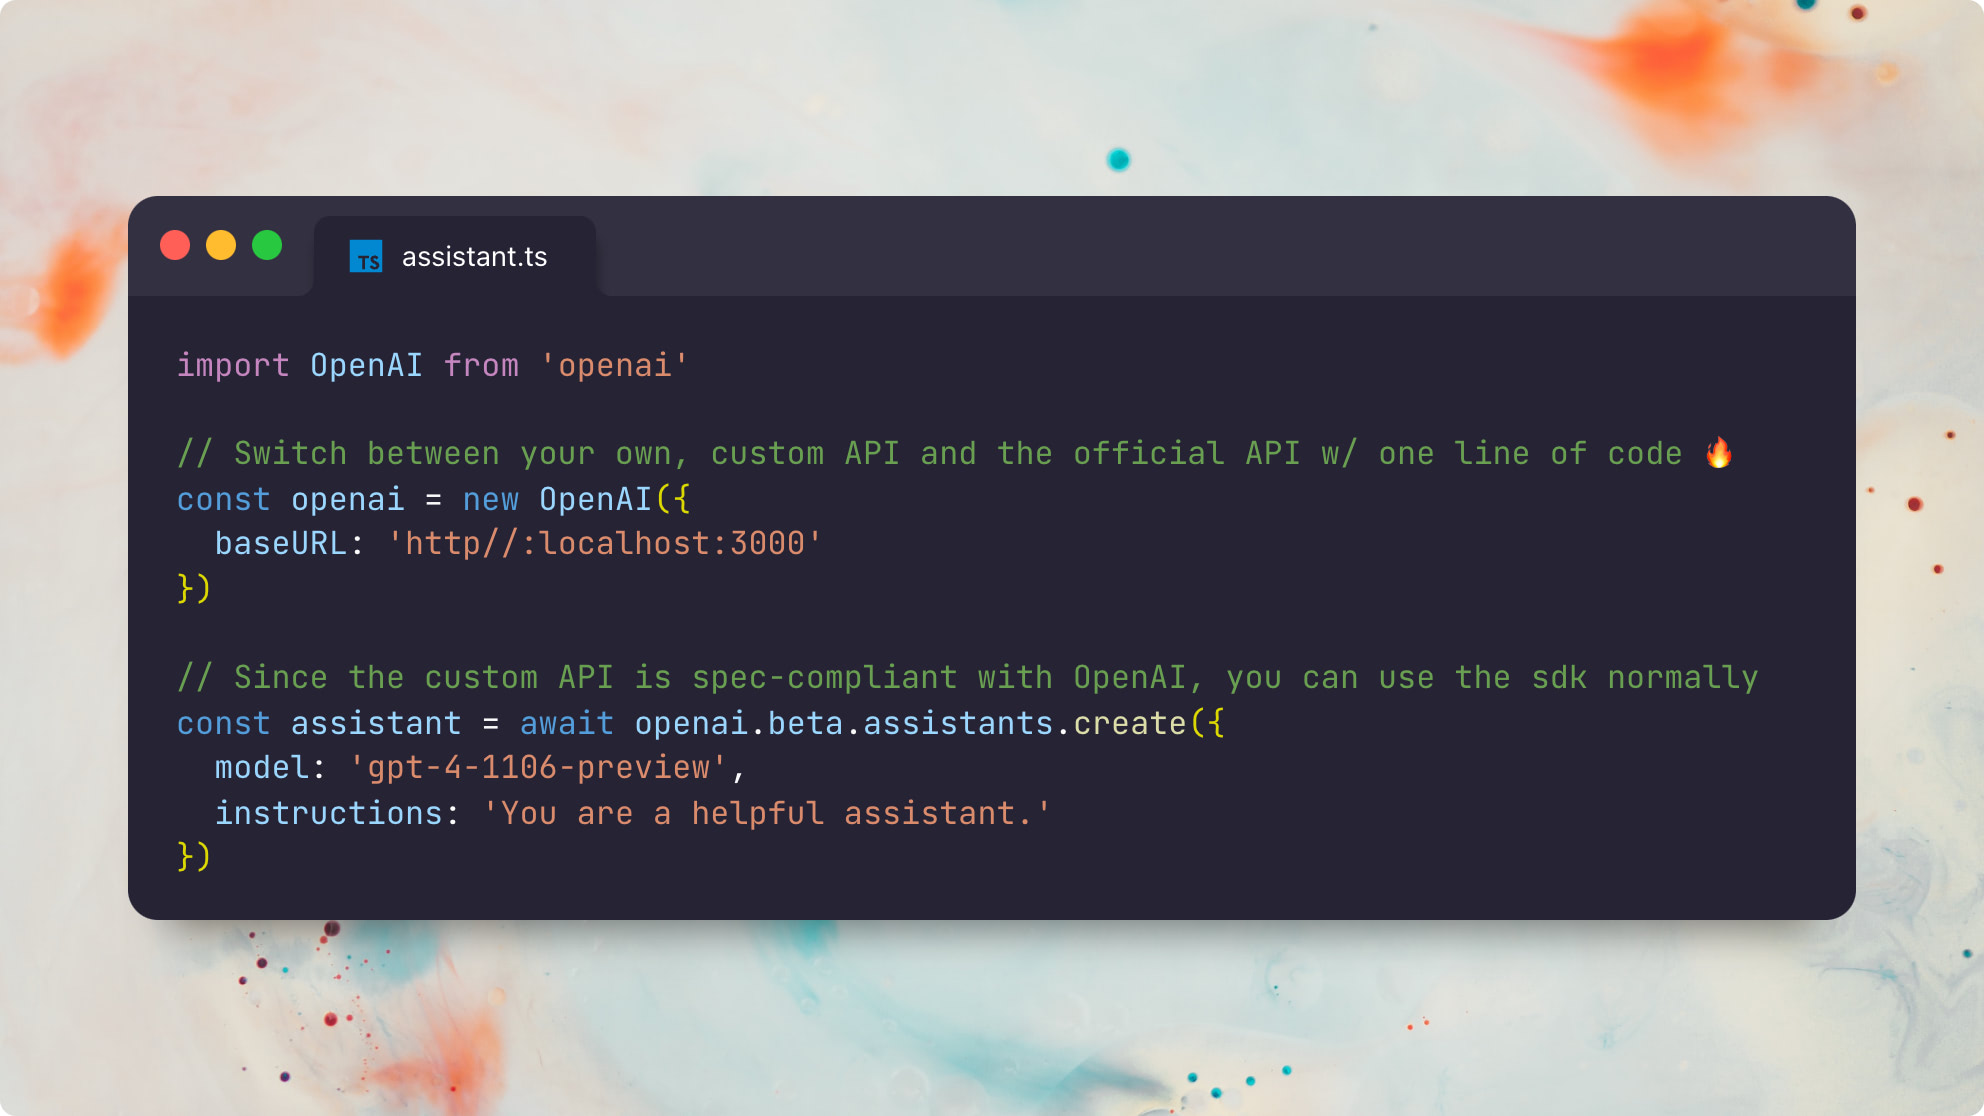 TS assistant.ts
import OpenAI from 'openai'
// Switch between your own, custom API and the official API w/ one line of code 🔥
const openai = new OpenAI({
  baseURL: 'http//:localhost:3000'
})
// Since the custom API is spec-compliant with OpenAI, you can use the sdk normally
const assistant = await openai.beta.assistants.create({
  model: 'gpt-4-1106-preview',
  instructions: 'You are a helpful assistant.'
})